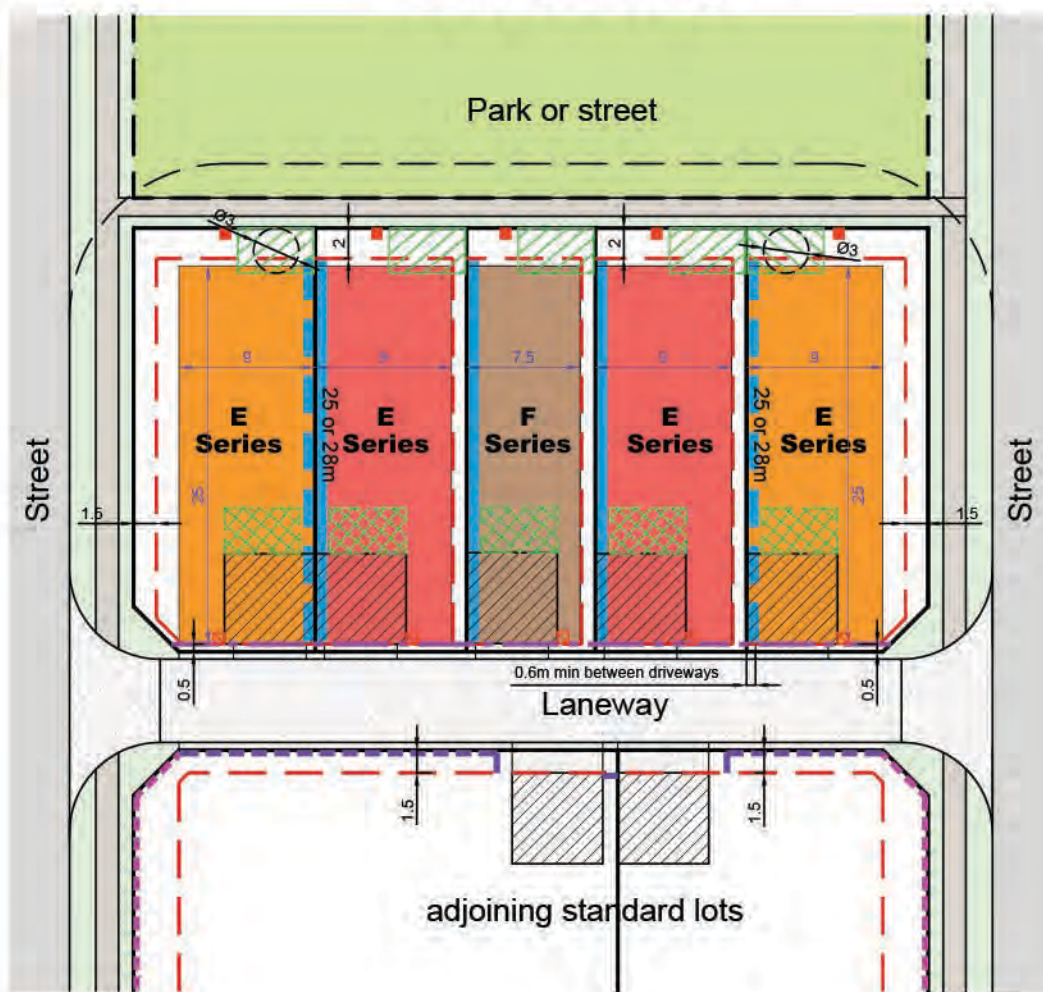 Park or street
Ø3
2
2
Ø3
9
9
7.5
9
9
E
Series
E
Series
F
Series
E
Series
E
Series
25 or 28m
25 or 28m
25
25
Street
Street
1.5
1.5
0.5
0.6m min between driveways
0.5
Laneway
1.5
1.5
adjoining standard lots